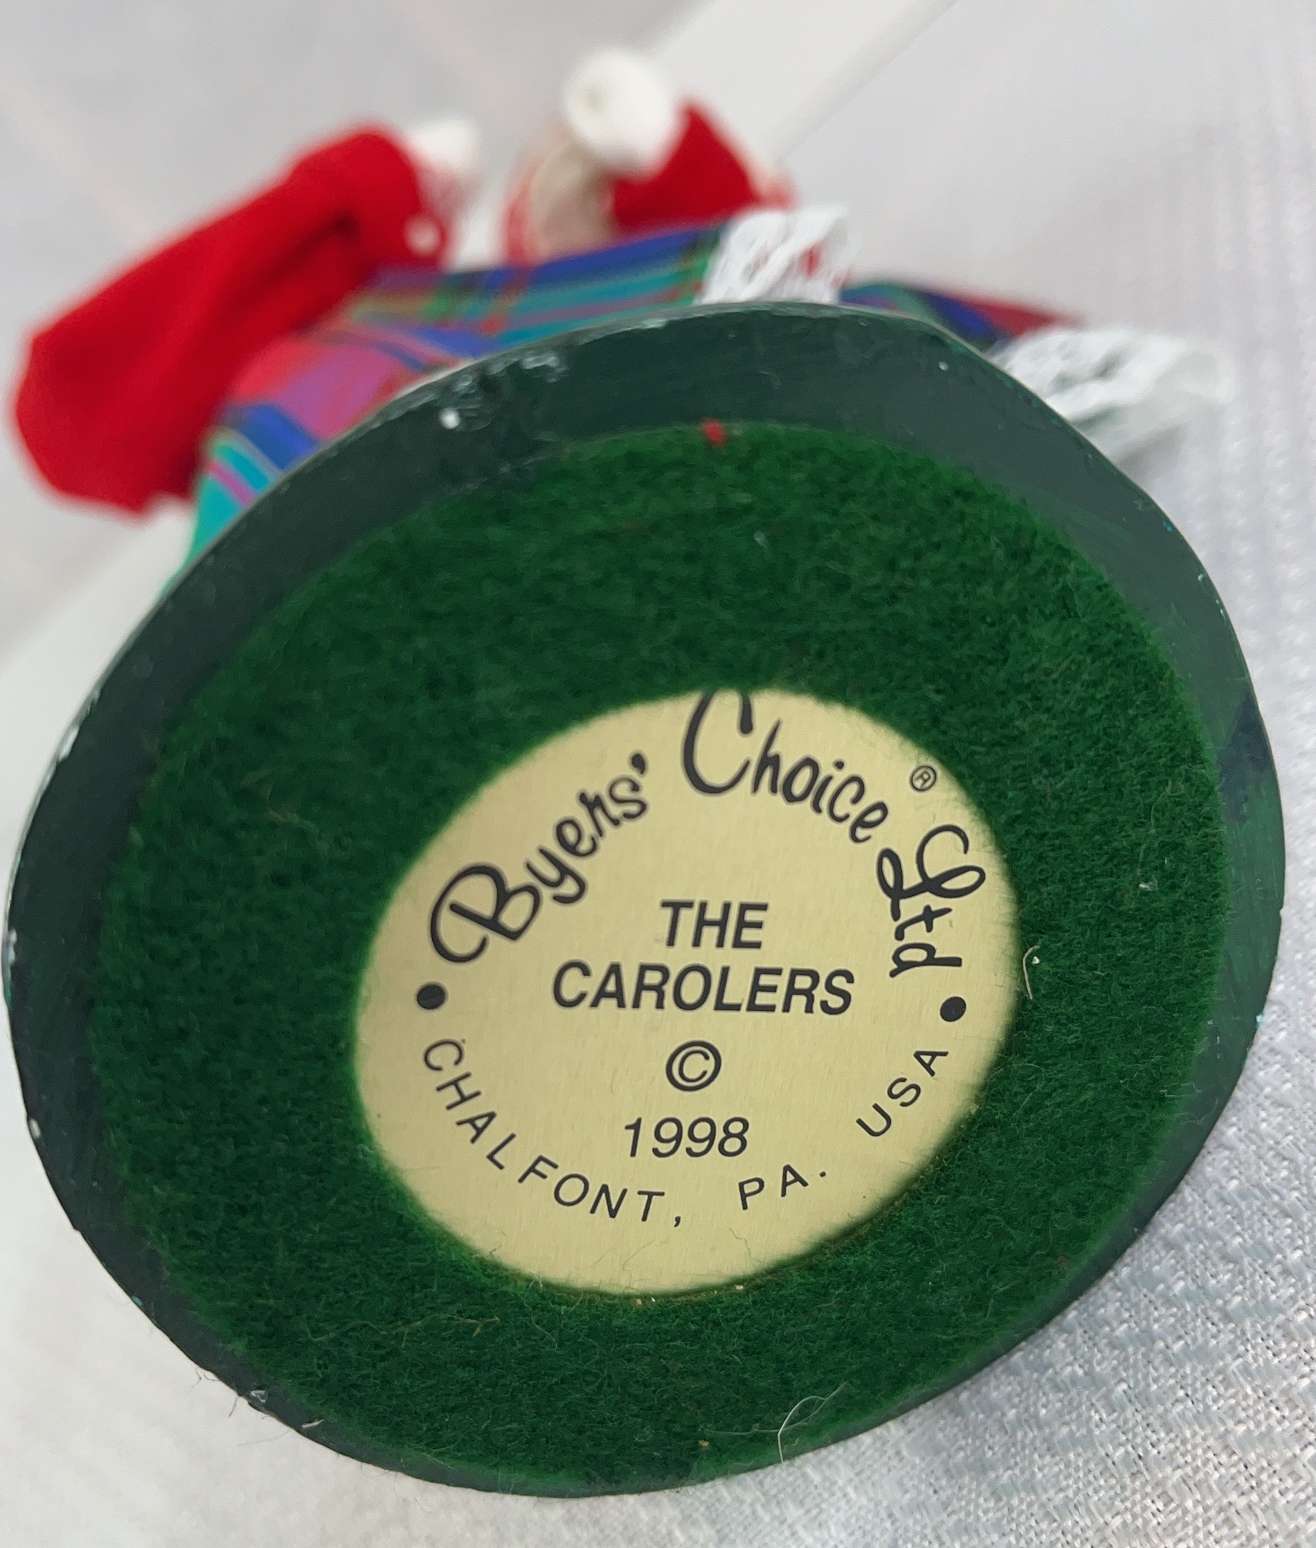 Byers' Choice® Ltd
THE
CAROLERS
©
1998
• CHALFONT, PA. USA •